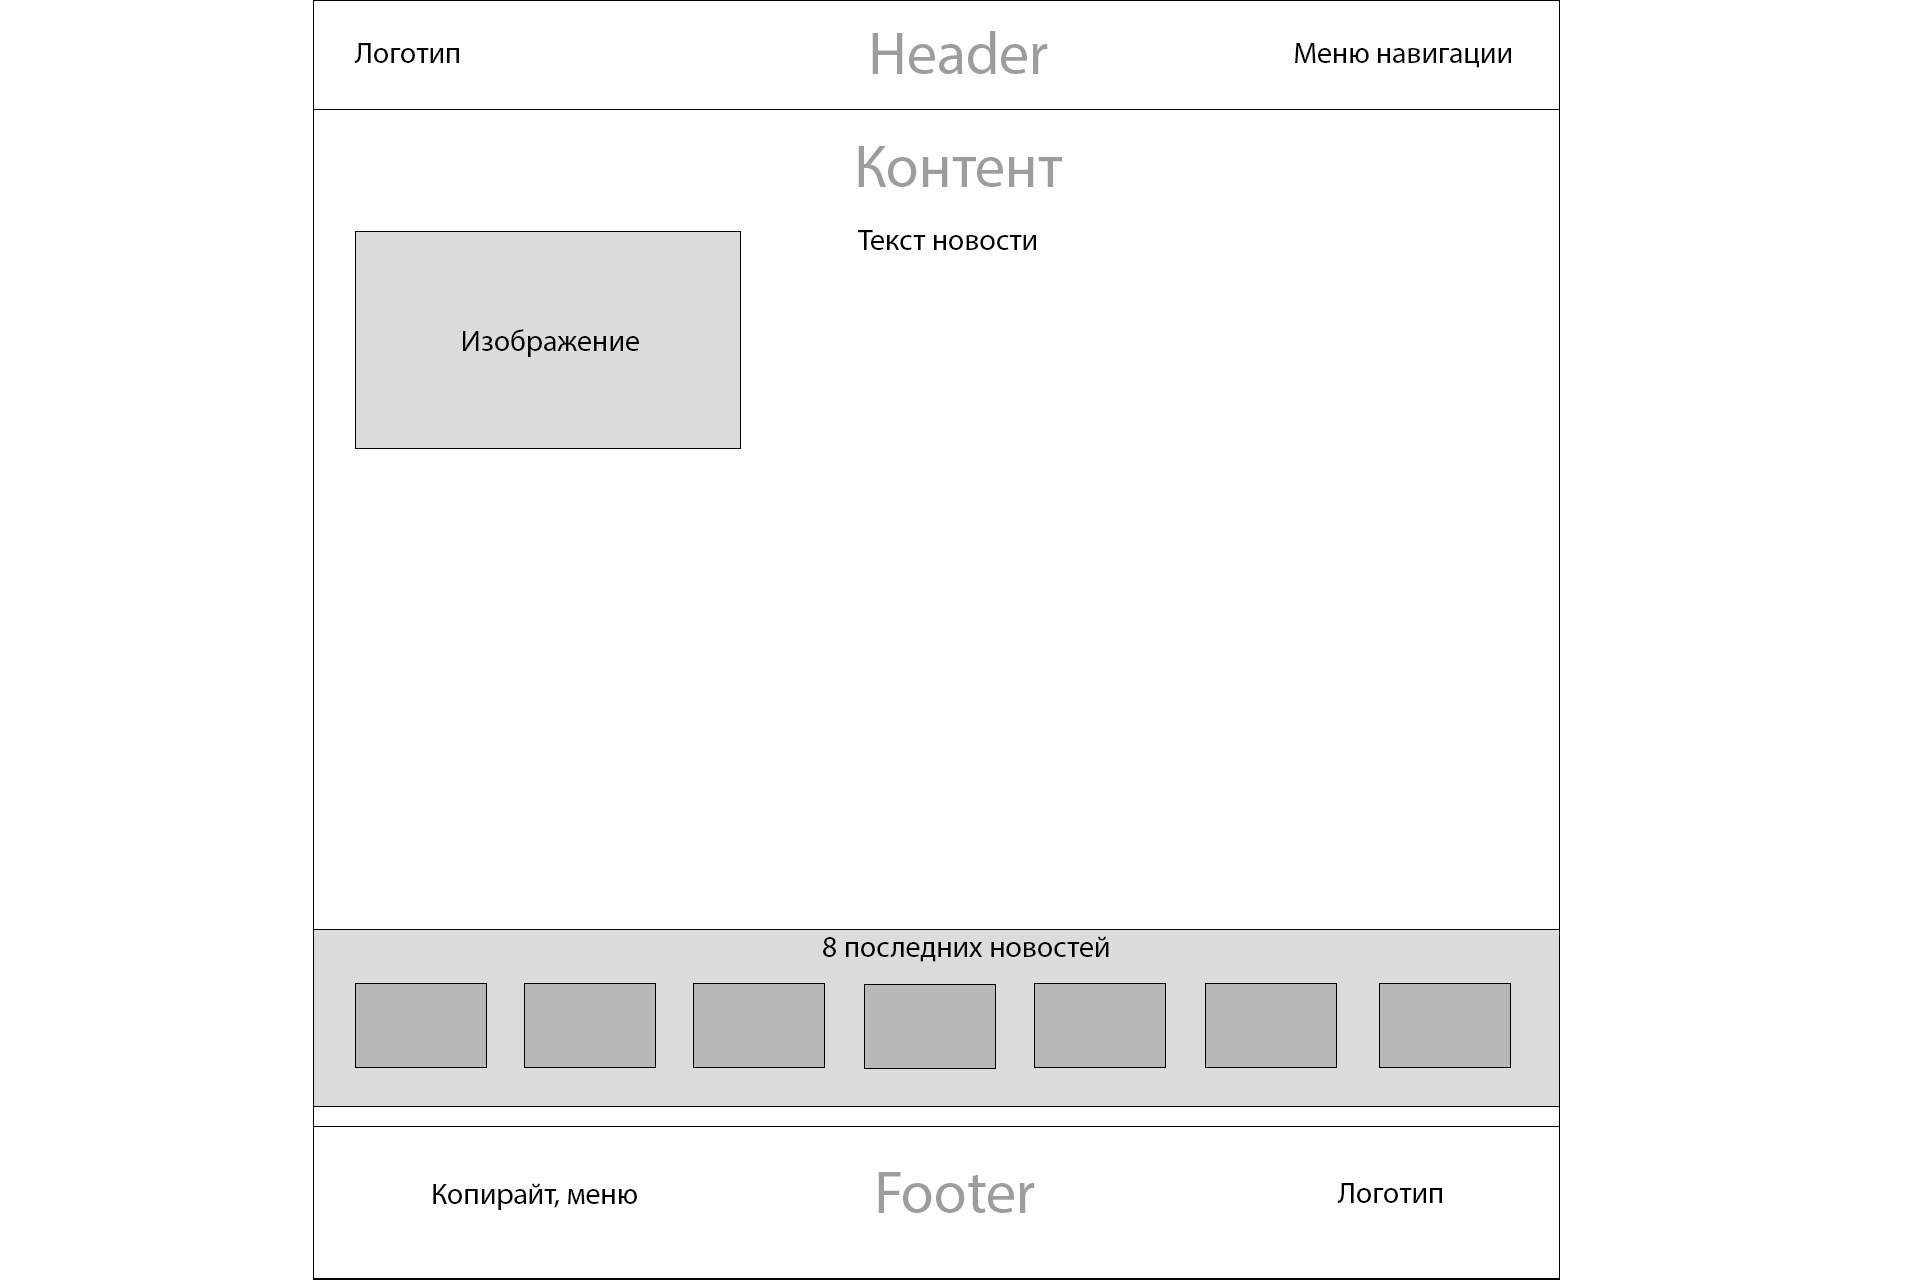 Логотип
Header
Меню навигации
Контент
Текст новости
Изображение
8 последних новостей
Копирайт, меню
Footer
Логотип